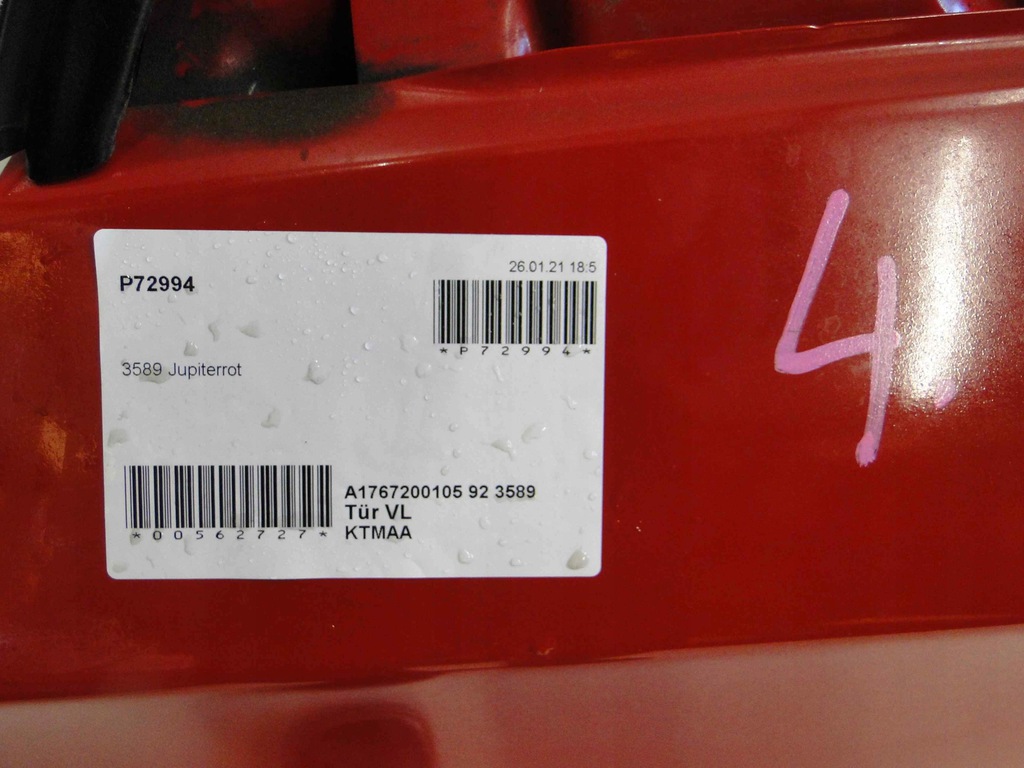 P72994
26.01.21 18:5
*P72994*
3589 Jupiterrot
*00562727*
A1767200105 92 3589
Tür VL
KTMAA
4.